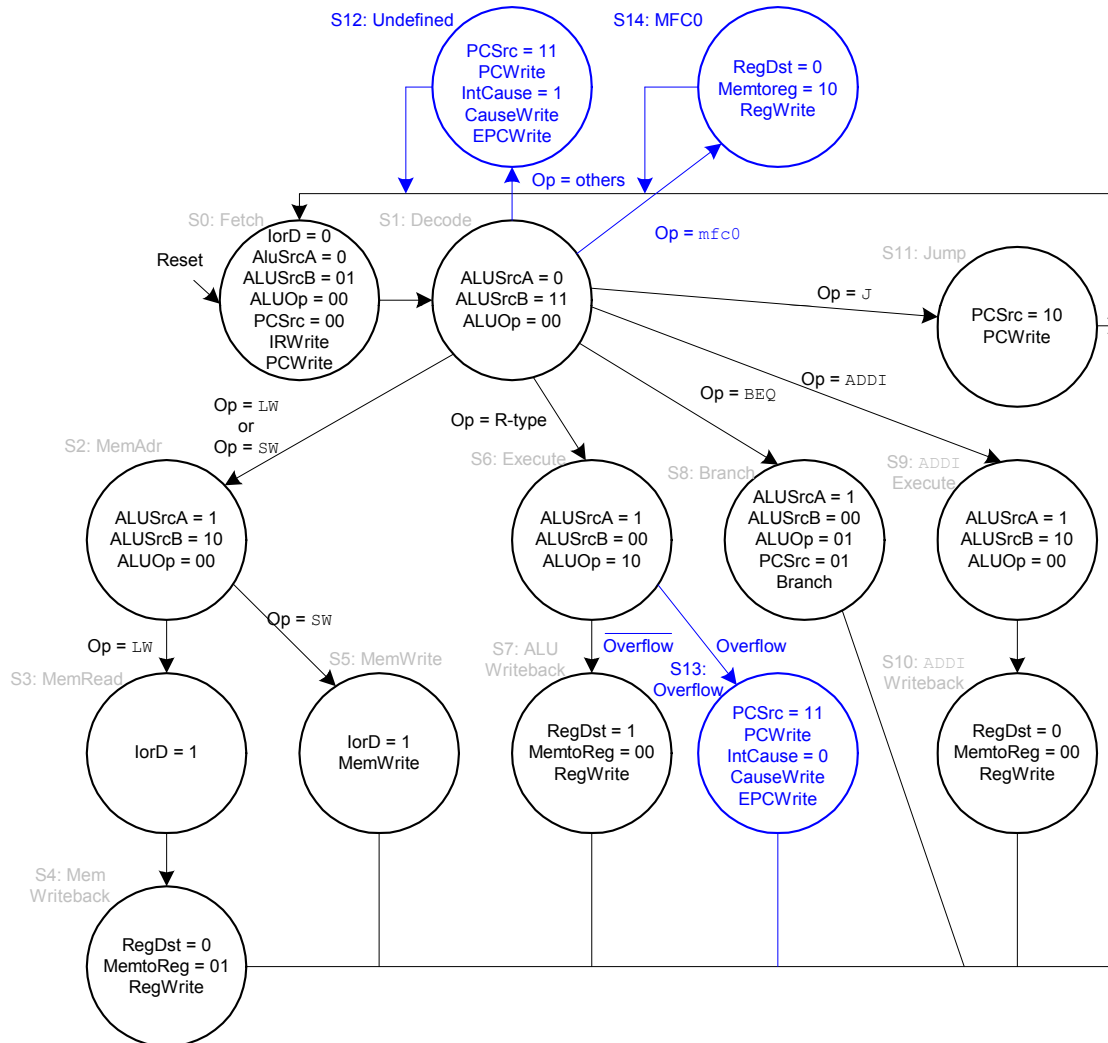 S12: Undefined
S14: MFC0
PCSrc = 11
PCWrite
IntCause = 1
CauseWrite
EPCWrite
RegDst = 0
Memtoreg = 10
RegWrite
Op = others
S0: Fetch
S1: Decode
Op = mfc0
S11: Jump
Reset
IorD = 0
AluSrcA = 0
ALUSrcB = 01
ALUOp = 00
PCSrc = 00
IRWrite
PCWrite
ALUSrcA = 0
ALUSrcB = 11
ALUOp = 00
Op = J
PCSrc = 10
PCWrite
Op = LW
or
Op = SW
Op = R-type
Op = BEQ
Op = ADDI
S2: MemAdr
S6: Execute
S8: Branch
S9: ADDI
Execute
ALUSrcA = 1
ALUSrcB = 10
ALUOp = 00
ALUSrcA = 1
ALUSrcB = 00
ALUOp = 10
ALUSrcA = 1
ALUSrcB = 00
ALUOp = 01
PCSrc = 01
Branch
ALUSrcA = 1
ALUSrcB = 10
ALUOp = 00
Op = LW
Op = SW
Overflow
Overflow
S3: MemRead
S5: MemWrite
S7: ALU
Writeback
S13:
Overflow
S10: ADDI
Writeback
IorD = 1
IorD = 1
MemWrite
RegDst = 1
MemtoReg = 00
RegWrite
PCSrc = 11
PCWrite
IntCause = 0
CauseWrite
EPCWrite
RegDst = 0
MemtoReg = 00
RegWrite
S4: Mem
Writeback
RegDst = 0
MemtoReg = 01
RegWrite